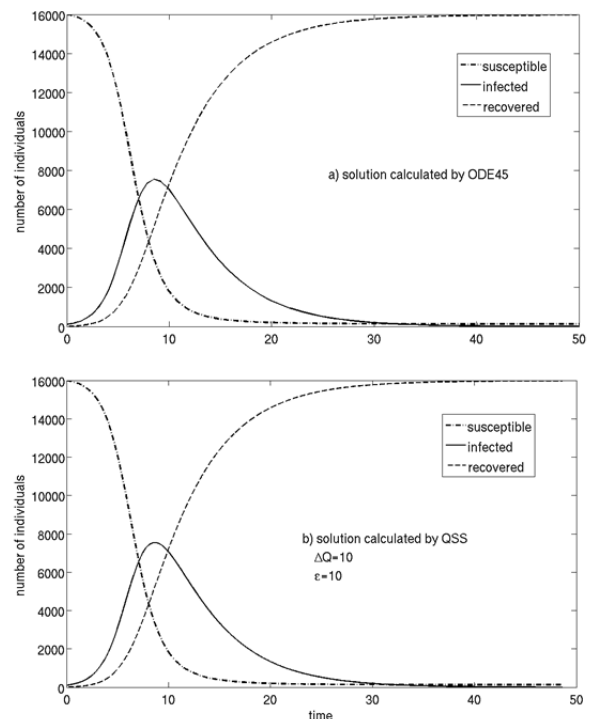 16000
14000
12000
10000
8000
6000
4000
2000
0
number of individuals
susceptible
infected
recovered
a) solution calculated by ODE45
0 10 20 30 40 50
16000
14000
12000
10000
8000
6000
4000
2000
0
number of individuals
susceptible
infected
recovered
b) solution calculated by QSS
ΔQ=10
ε=10
0 10 20 30 40 50
time